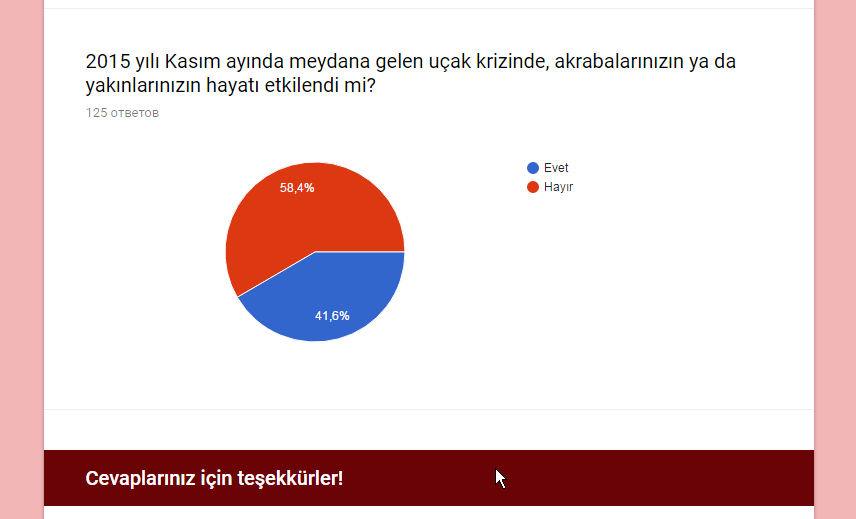 2015 yılı Kasım ayında meydana gelen uçak krizinde, akrabalarınızın ya da
yakınlarınızın hayatı etkilendi mi?
125 ответов
Evet
Hayır
58,4%
41,6%
Cevaplarınız için teşekkürler!